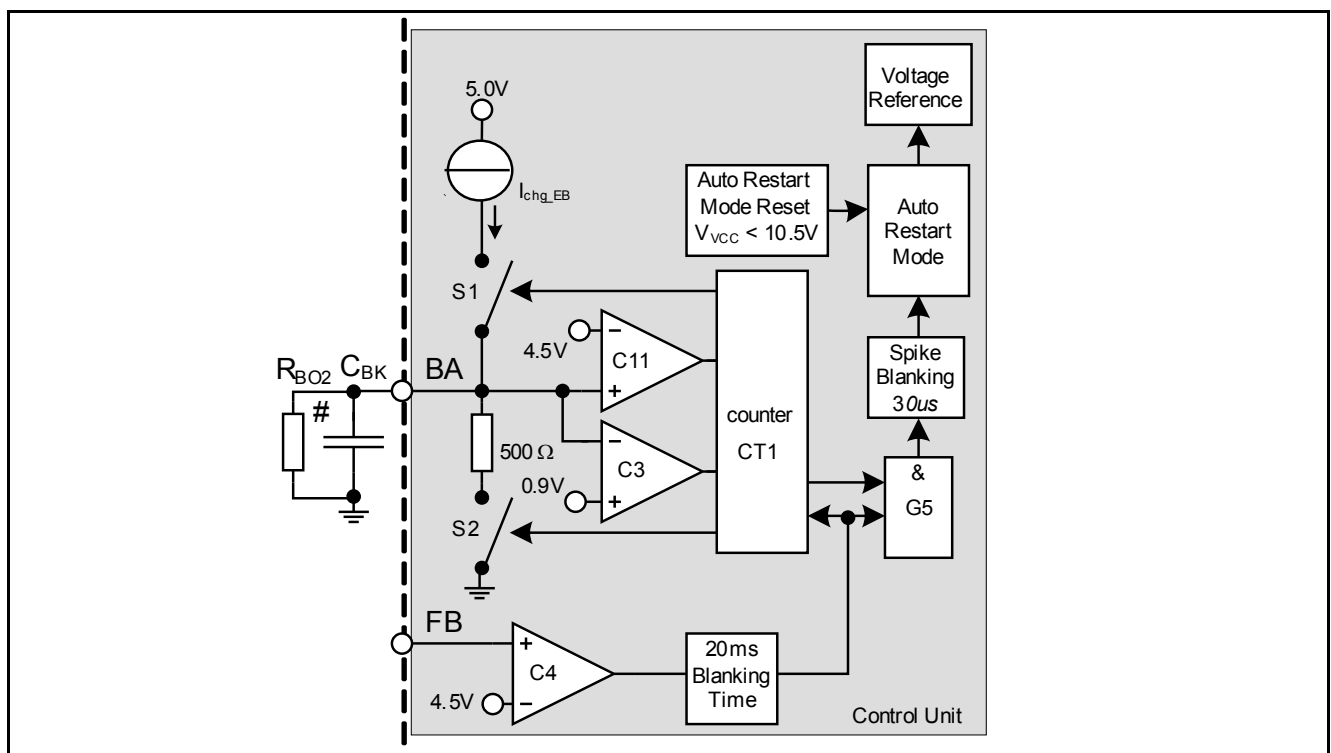 Voltage
Reference
5.0V
I_chg_EB
Auto Restart
Mode Reset
V_VCC < 10.5V
Auto
Restart
Mode
S1
4.5V
C11
Spike
Blanking
30us
R_BO2
C_BK
BA
#
500 Ω
counter
CT1
C3
0.9V
&
G5
S2
FB
C4
4.5V
20ms
Blanking
Time
Control Unit
+
−
+
−
+
−